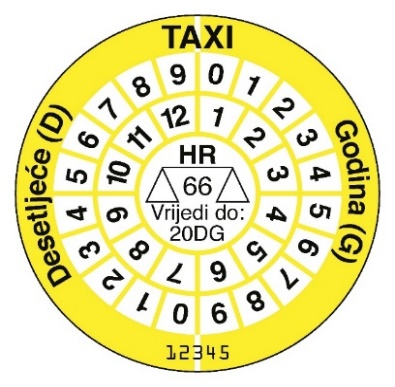 TAXI
Desetljeće (D)
Godina (G)
0 1 2 3 4 5 6 7 8 9
0 1 2 3 4 5 6 7 8 9
1 2 3 4 5 6 7 8 9 10 11 12
HR
66
Vrijedi do:
20DG
12345